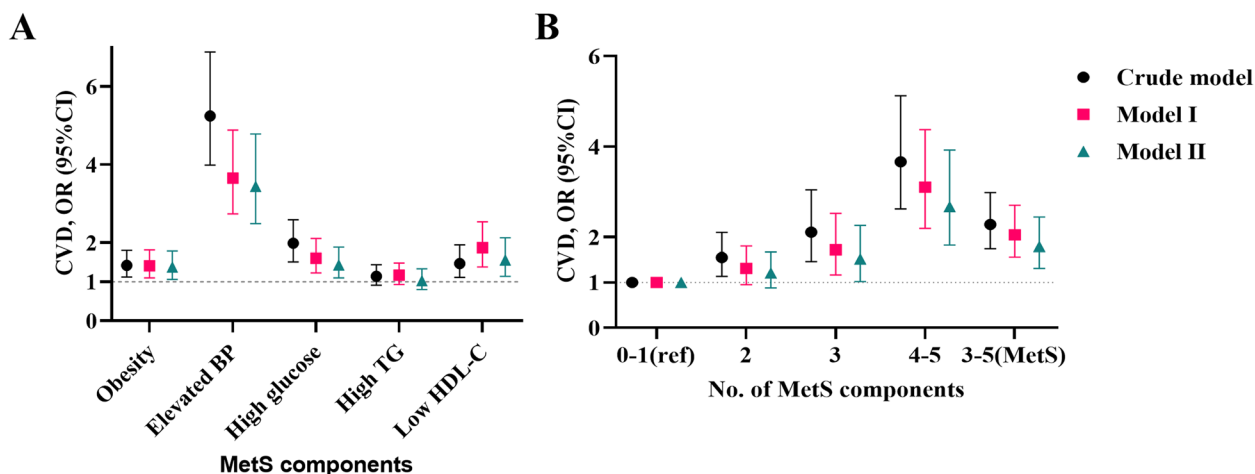 A
CVD, OR (95%CI)
6
4
2
1
0
Obesity
Elevated BP
High glucose
High TG
Low HDL-C
MetS components
B
CVD, OR (95%CI)
6
4
2
1
0
0-1(ref)
2
3
4-5
3-5(MetS)
No. of MetS components
Crude model
Model I
Model II